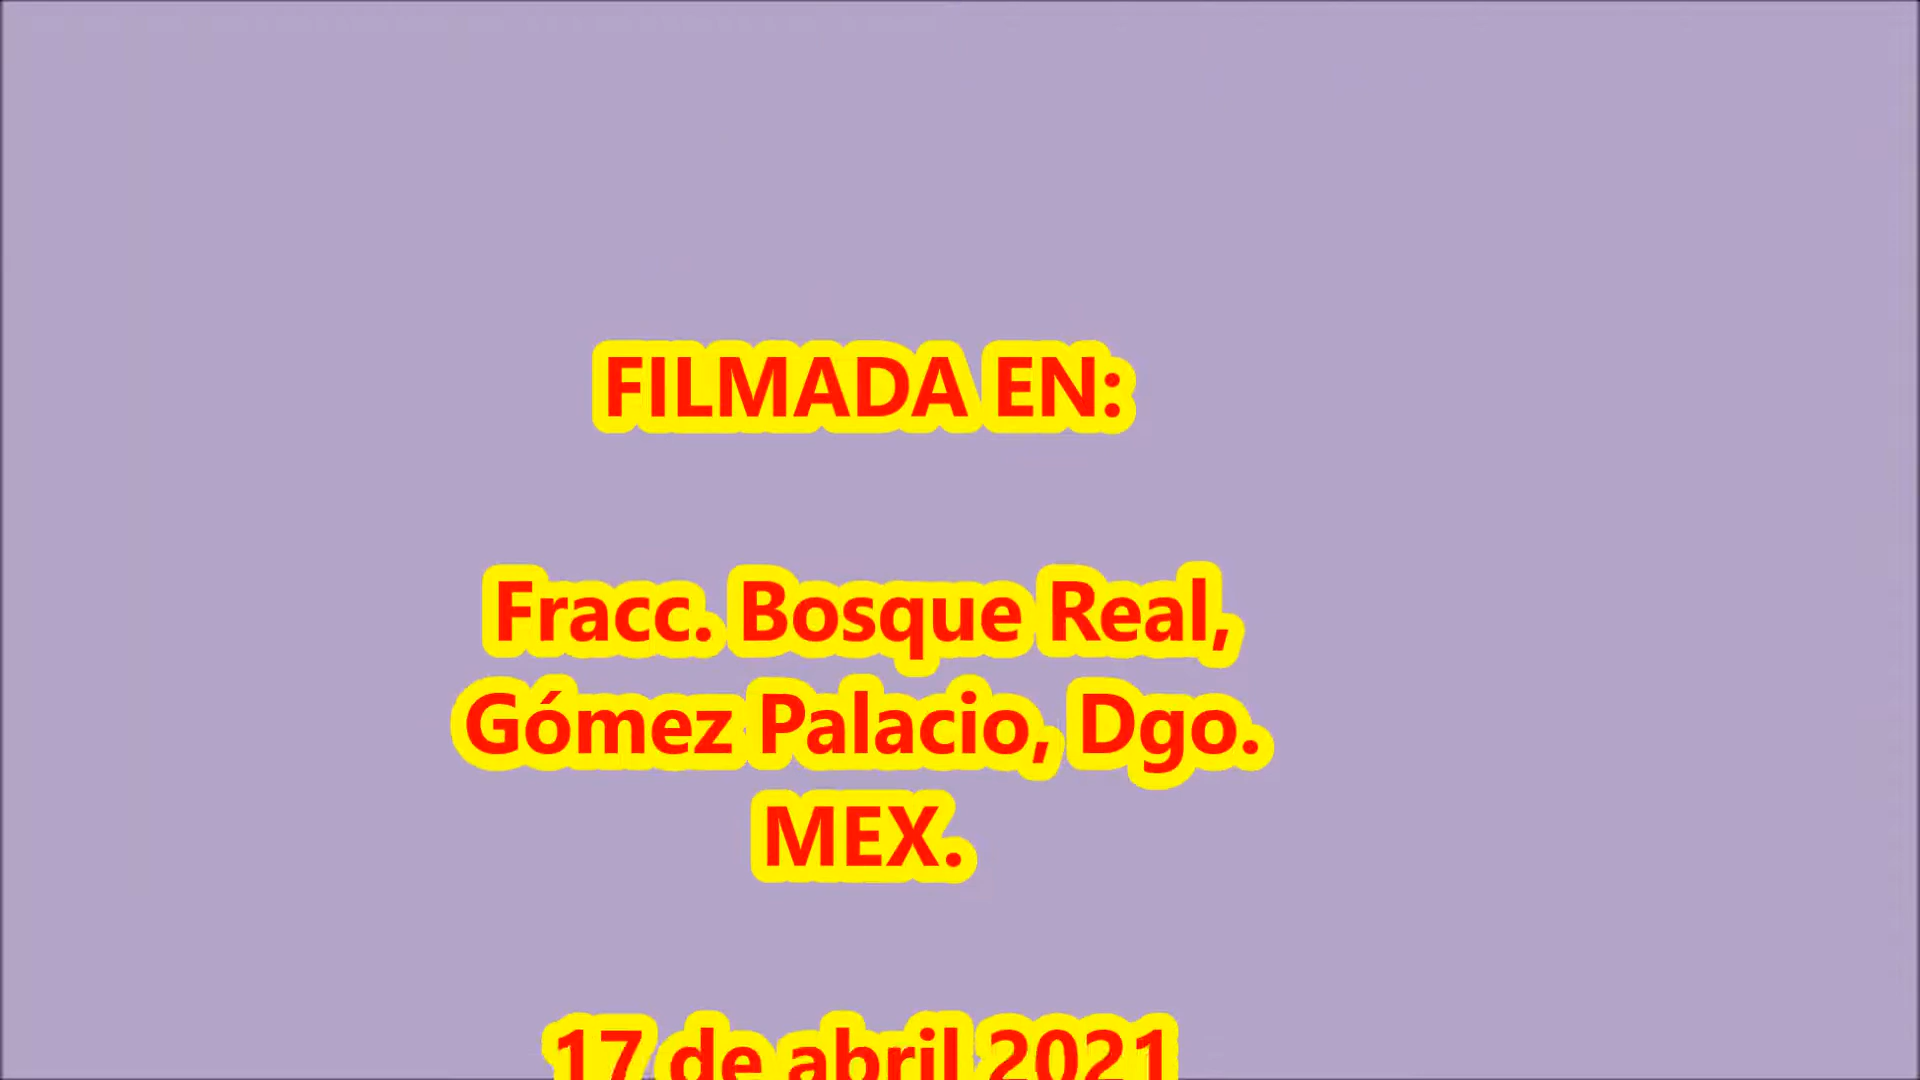 FILMADA EN:
Fracc. Bosque Real,
Gómez Palacio, Dgo.
MEX.
17 de abril 2021